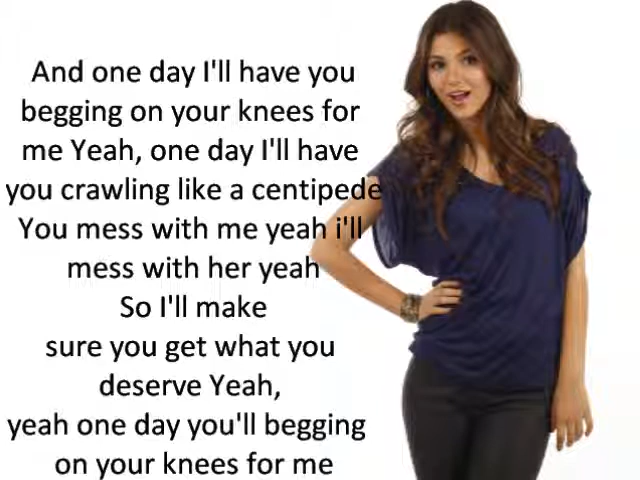 And one day I'll have you
begging on your knees for
me Yeah, one day I'll have
you crawling like a centipede
You mess with me yeah i'll
mess with her yeah
So I'll make
sure you get what you
deserve Yeah,
yeah one day you'll begging
on your knees for me